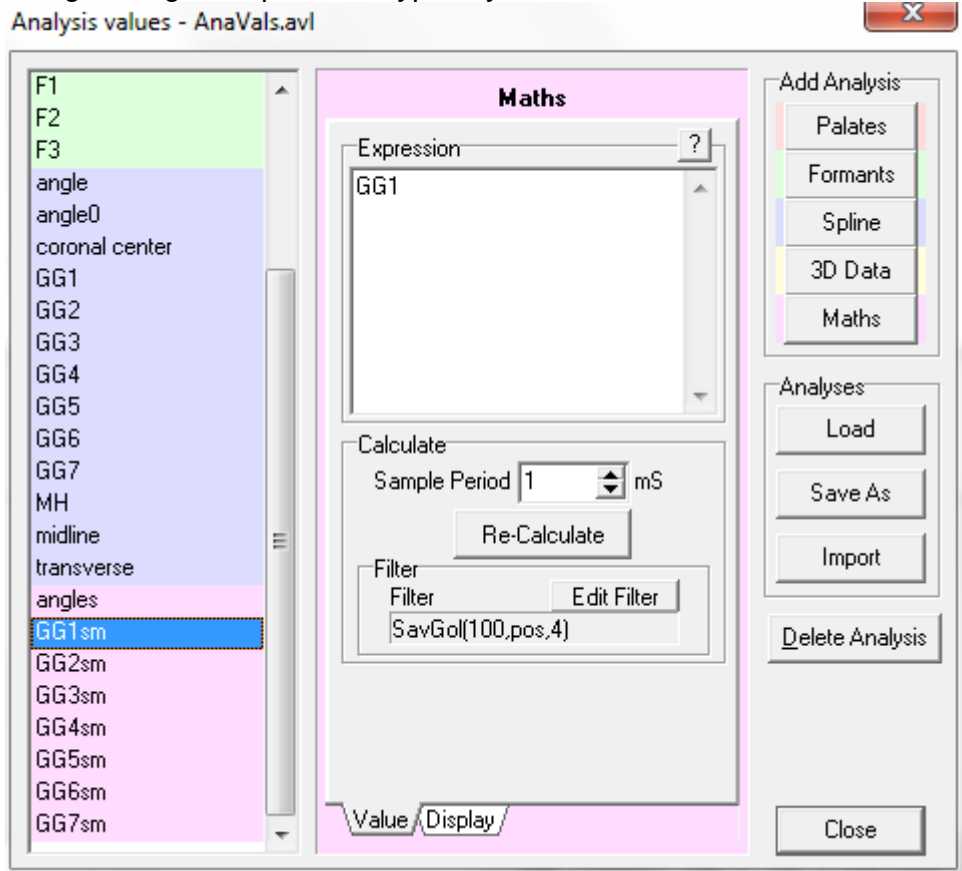 Analysis values - AnaVals.avl
F1
F2
F3
angle
angle0
coronal center
GG1
GG2
GG3
GG4
GG5
GG6
GG7
MH
midline
transverse
angles
GG1sm
GG2sm
GG3sm
GG4sm
GG5sm
GG6sm
GG7sm
Maths
Expression
?
GG1
Calculate
Sample Period 1 mS
Re-Calculate
Filter
Filter Edit Filter
SavGol(100,pos,4)
Value Display
Add Analysis
Palates
Formants
Spline
3D Data
Maths
Analyses
Load
Save As
Import
Delete Analysis
Close